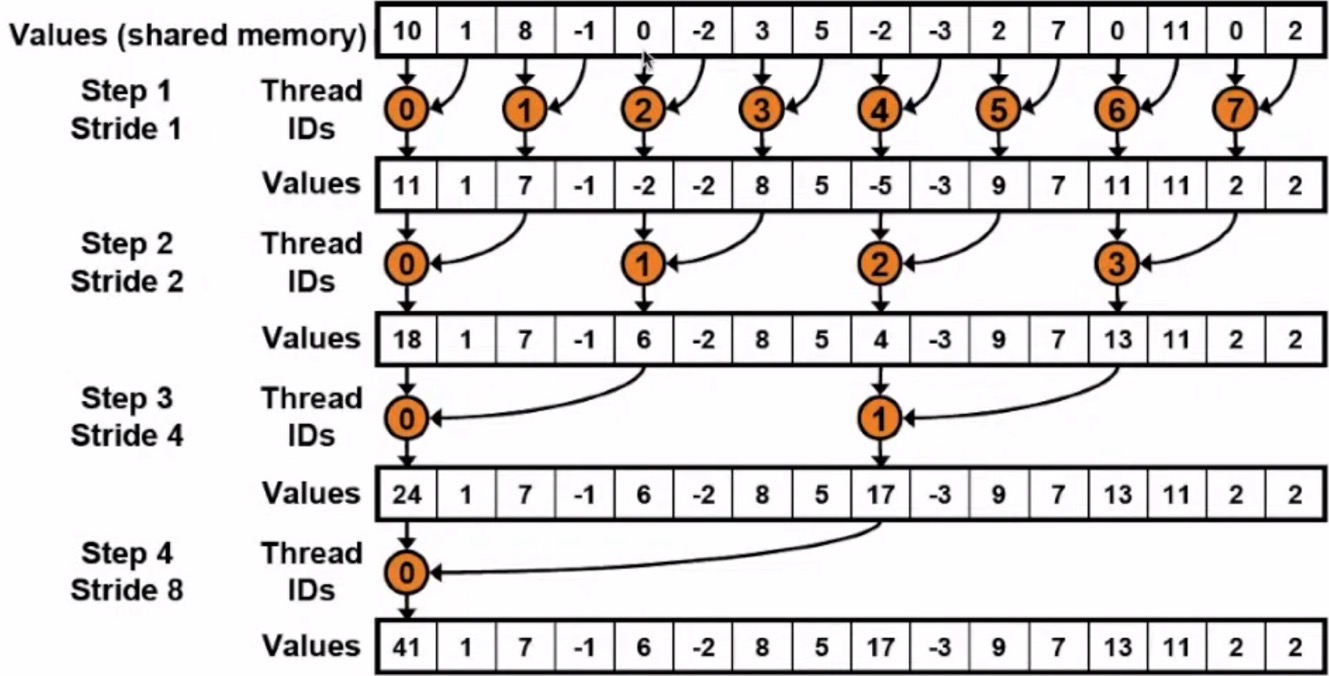 Values (shared memory) 10 1 8 -1 0 -2 3 5 -2 -3 2 7 0 11 0 2
Step 1 Thread 0 1 2 3 4 5 6 7
Stride 1 IDs
Values 11 1 7 -1 -2 -2 8 5 -5 -3 9 7 11 11 2 2
Step 2 Thread 0 1 2 3
Stride 2 IDs
Values 18 1 7 -1 6 -2 8 5 4 -3 9 7 13 11 2 2
Step 3 Thread 0 1
Stride 4 IDs
Values 24 1 7 -1 6 -2 8 5 17 -3 9 7 13 11 2 2
Step 4 Thread 0
Stride 8 IDs
Values 41 1 7 -1 6 -2 8 5 17 -3 9 7 13 11 2 2